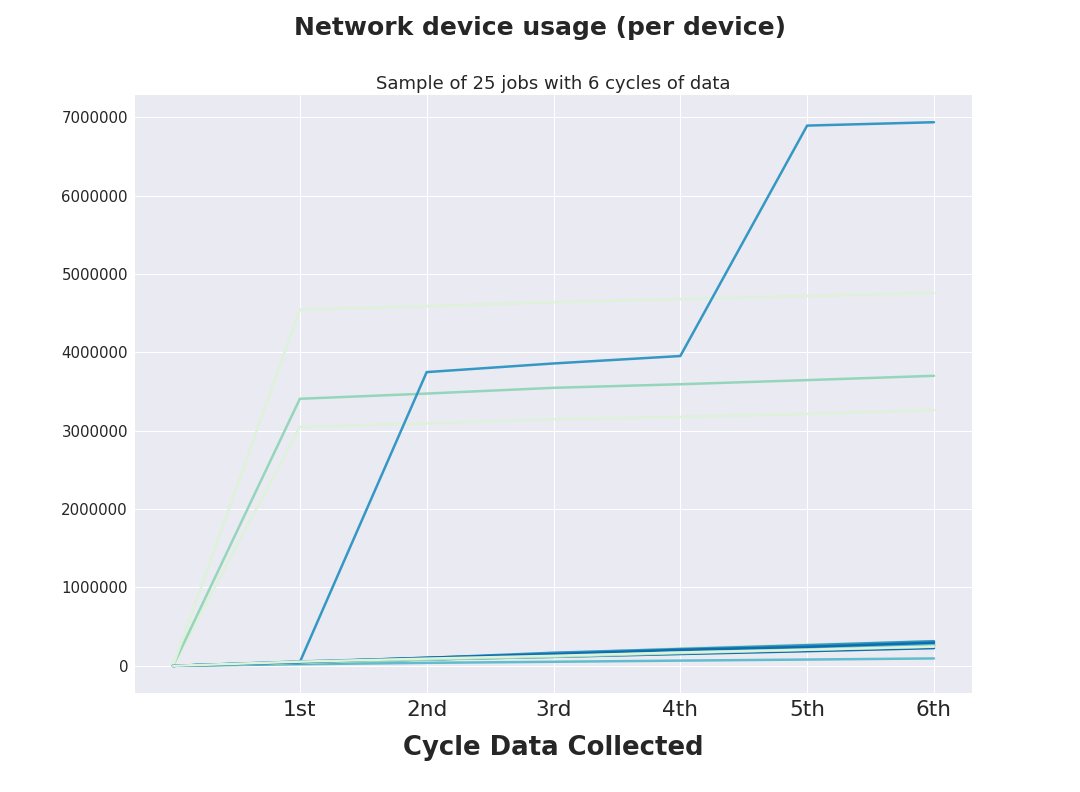 Network device usage (per device)
Sample of 25 jobs with 6 cycles of data
7000000
6000000
5000000
4000000
3000000
2000000
1000000
0
1st 2nd 3rd 4th 5th 6th
Cycle Data Collected